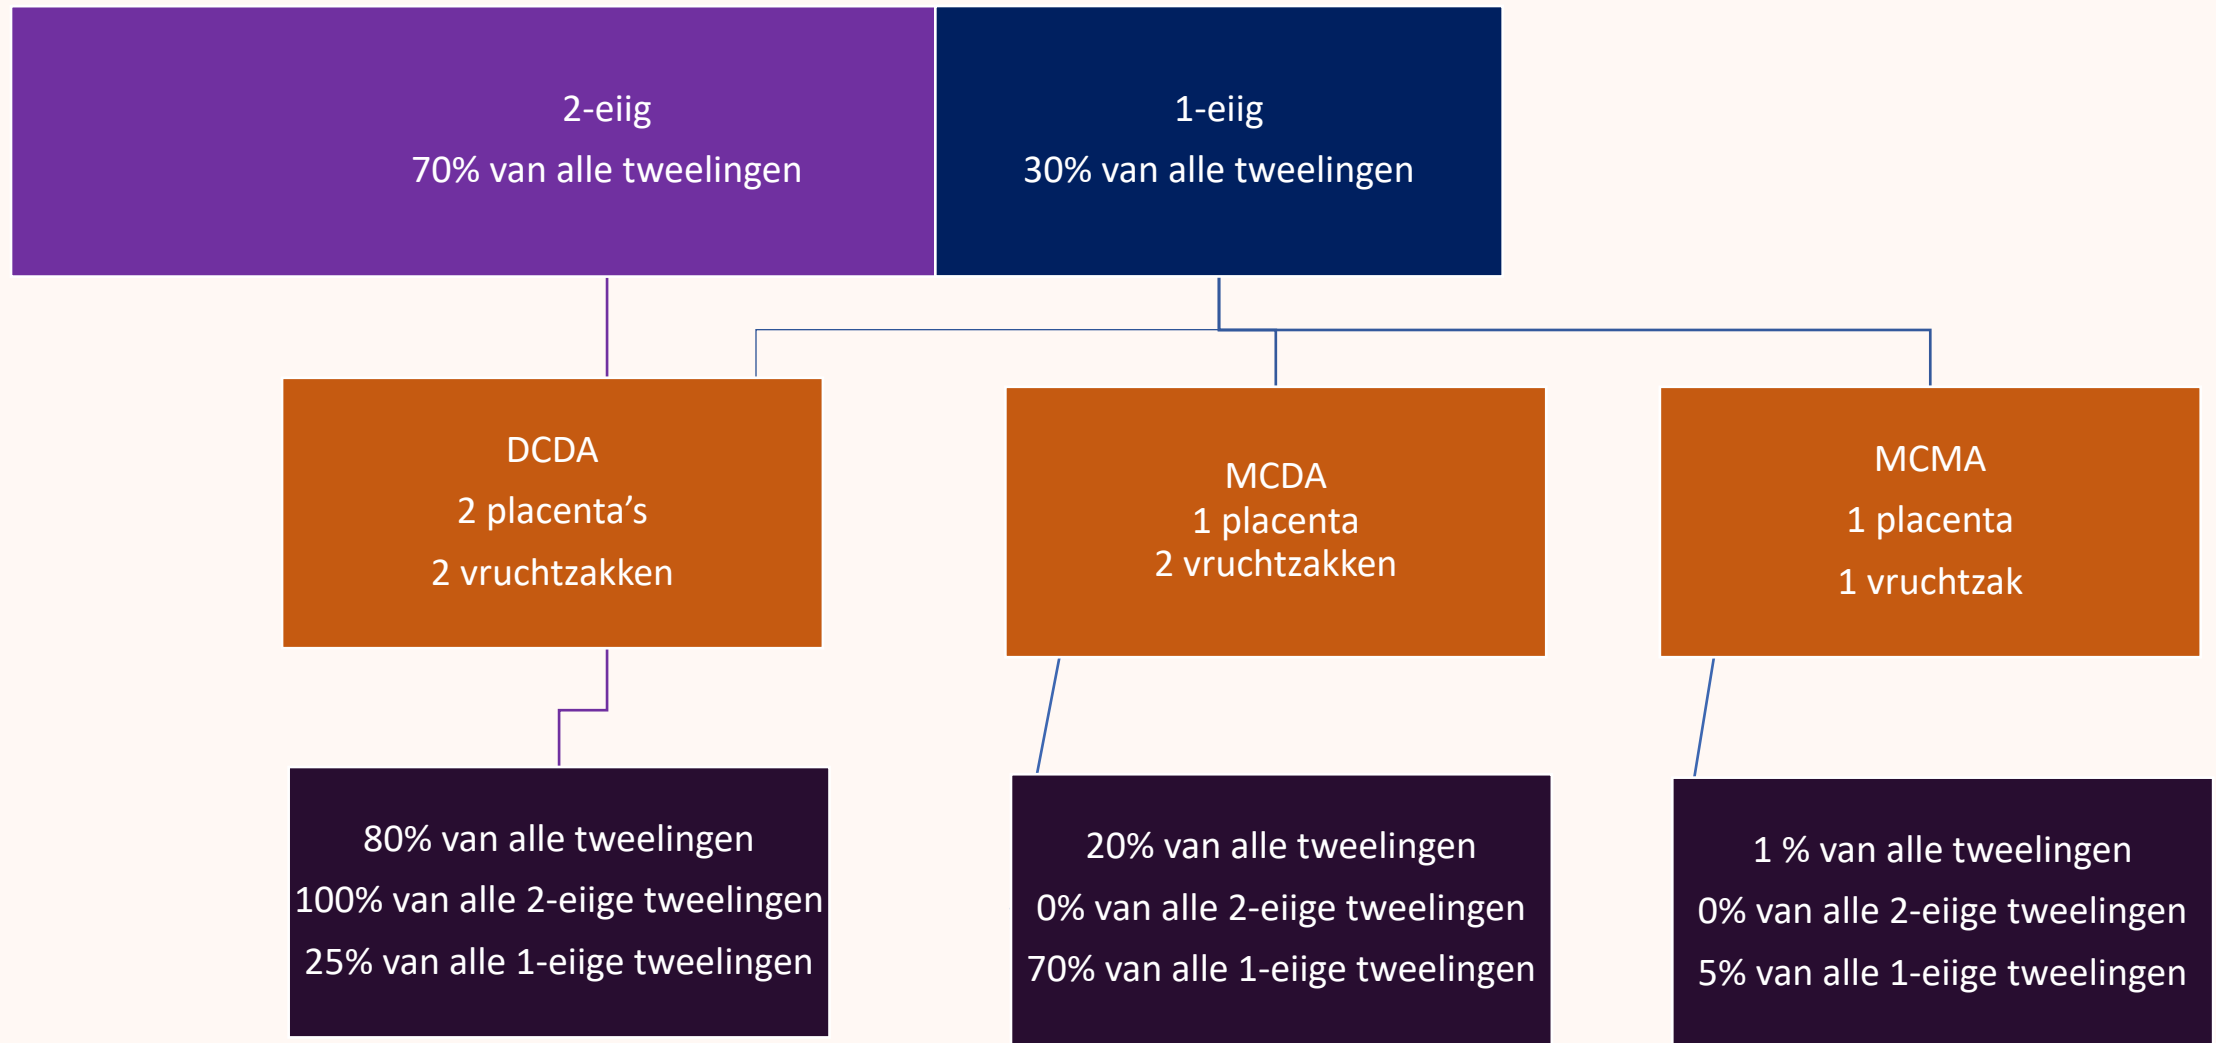 2-eiig
70% van alle tweelingen
1-eiig
30% van alle tweelingen
DCDA
2 placenta’s
2 vruchtzakken
MCDA
1 placenta
2 vruchtzakken
MCMA
1 placenta
1 vruchtzak
80% van alle tweelingen
100% van alle 2-eiige tweelingen
25% van alle 1-eiige tweelingen
20% van alle tweelingen
0% van alle 2-eiige tweelingen
70% van alle 1-eiige tweelingen
1 % van alle tweelingen
0% van alle 2-eiige tweelingen
5% van alle 1-eiige tweelingen